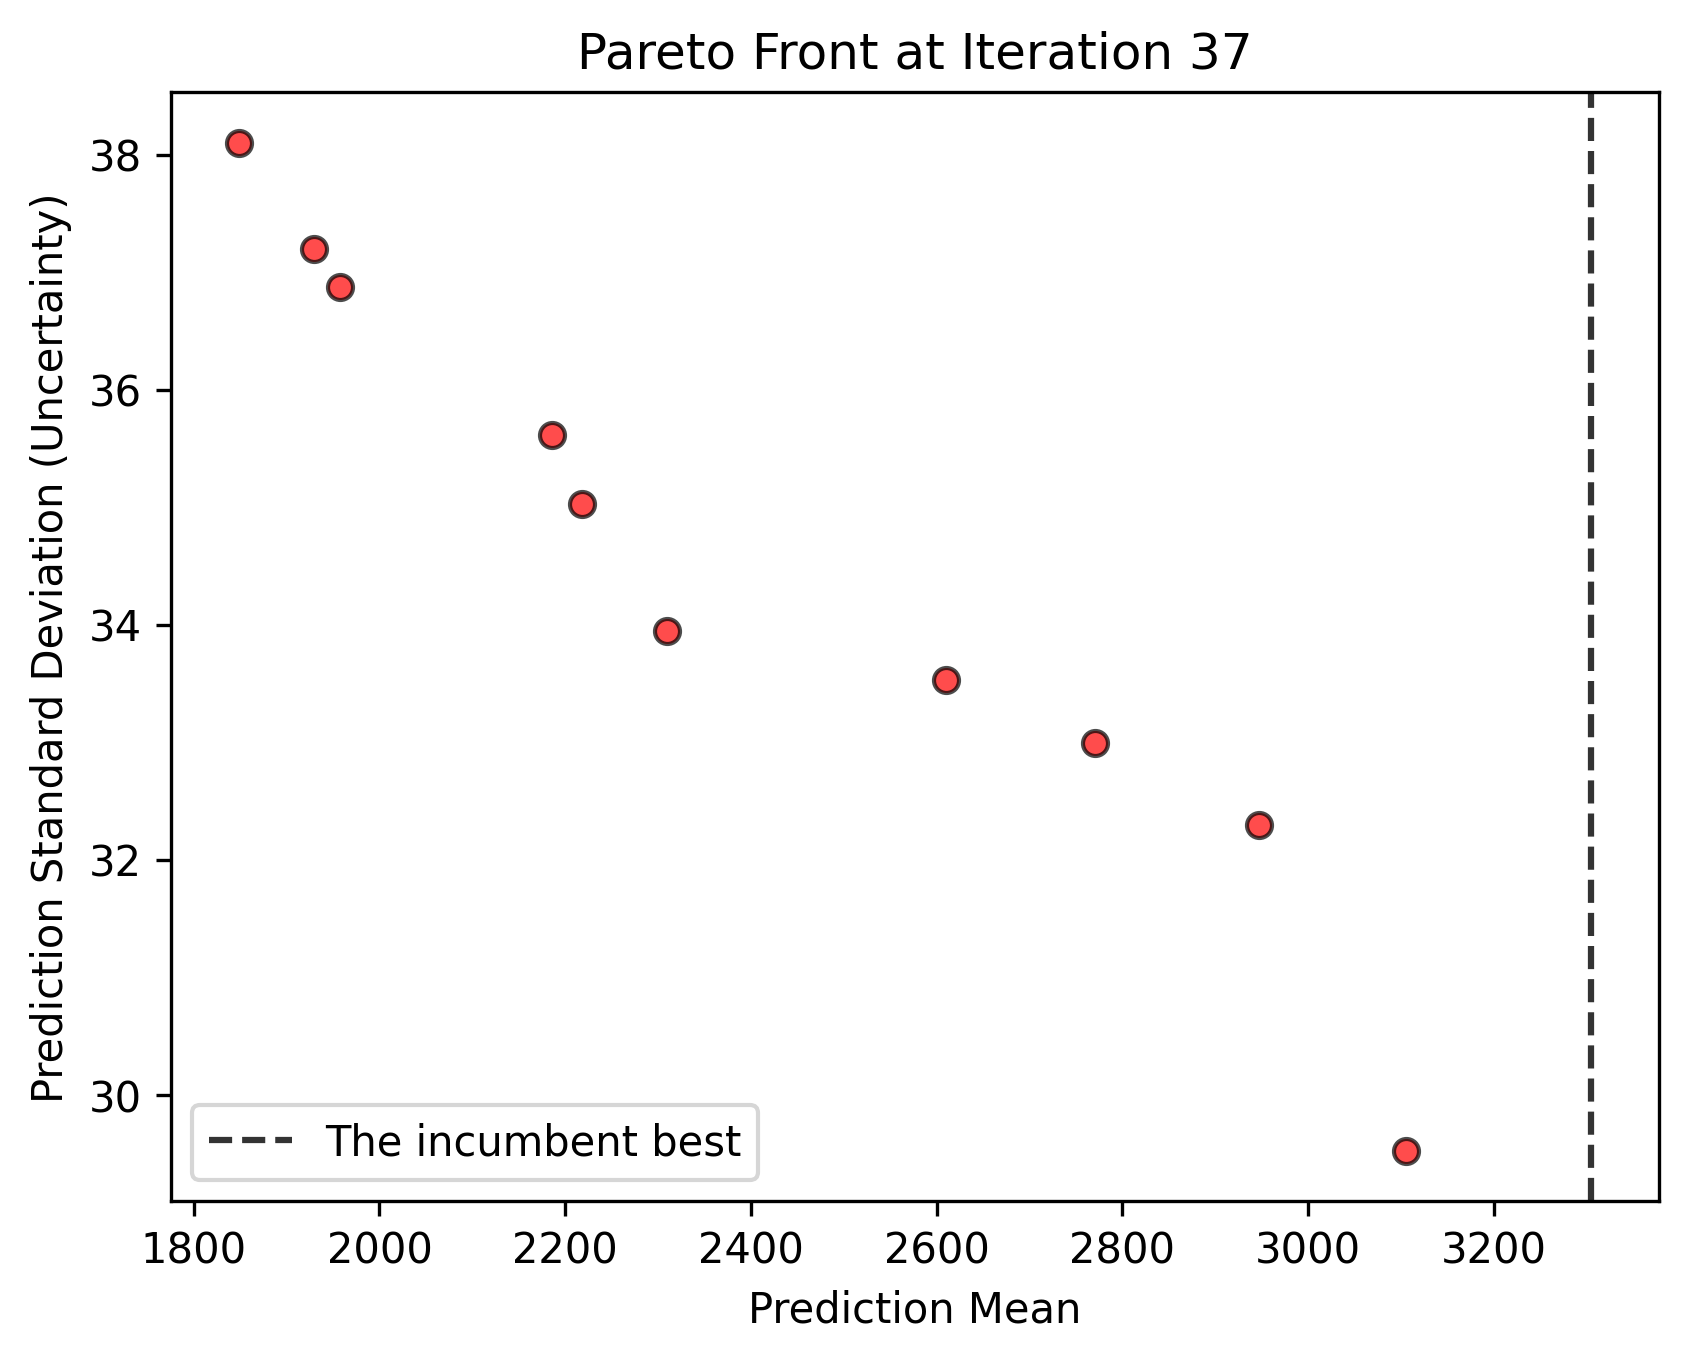 Pareto Front at Iteration 37
Prediction Standard Deviation (Uncertainty)
38
36
34
32
30
The incumbent best
1800 2000 2200 2400 2600 2800 3000 3200
Prediction Mean